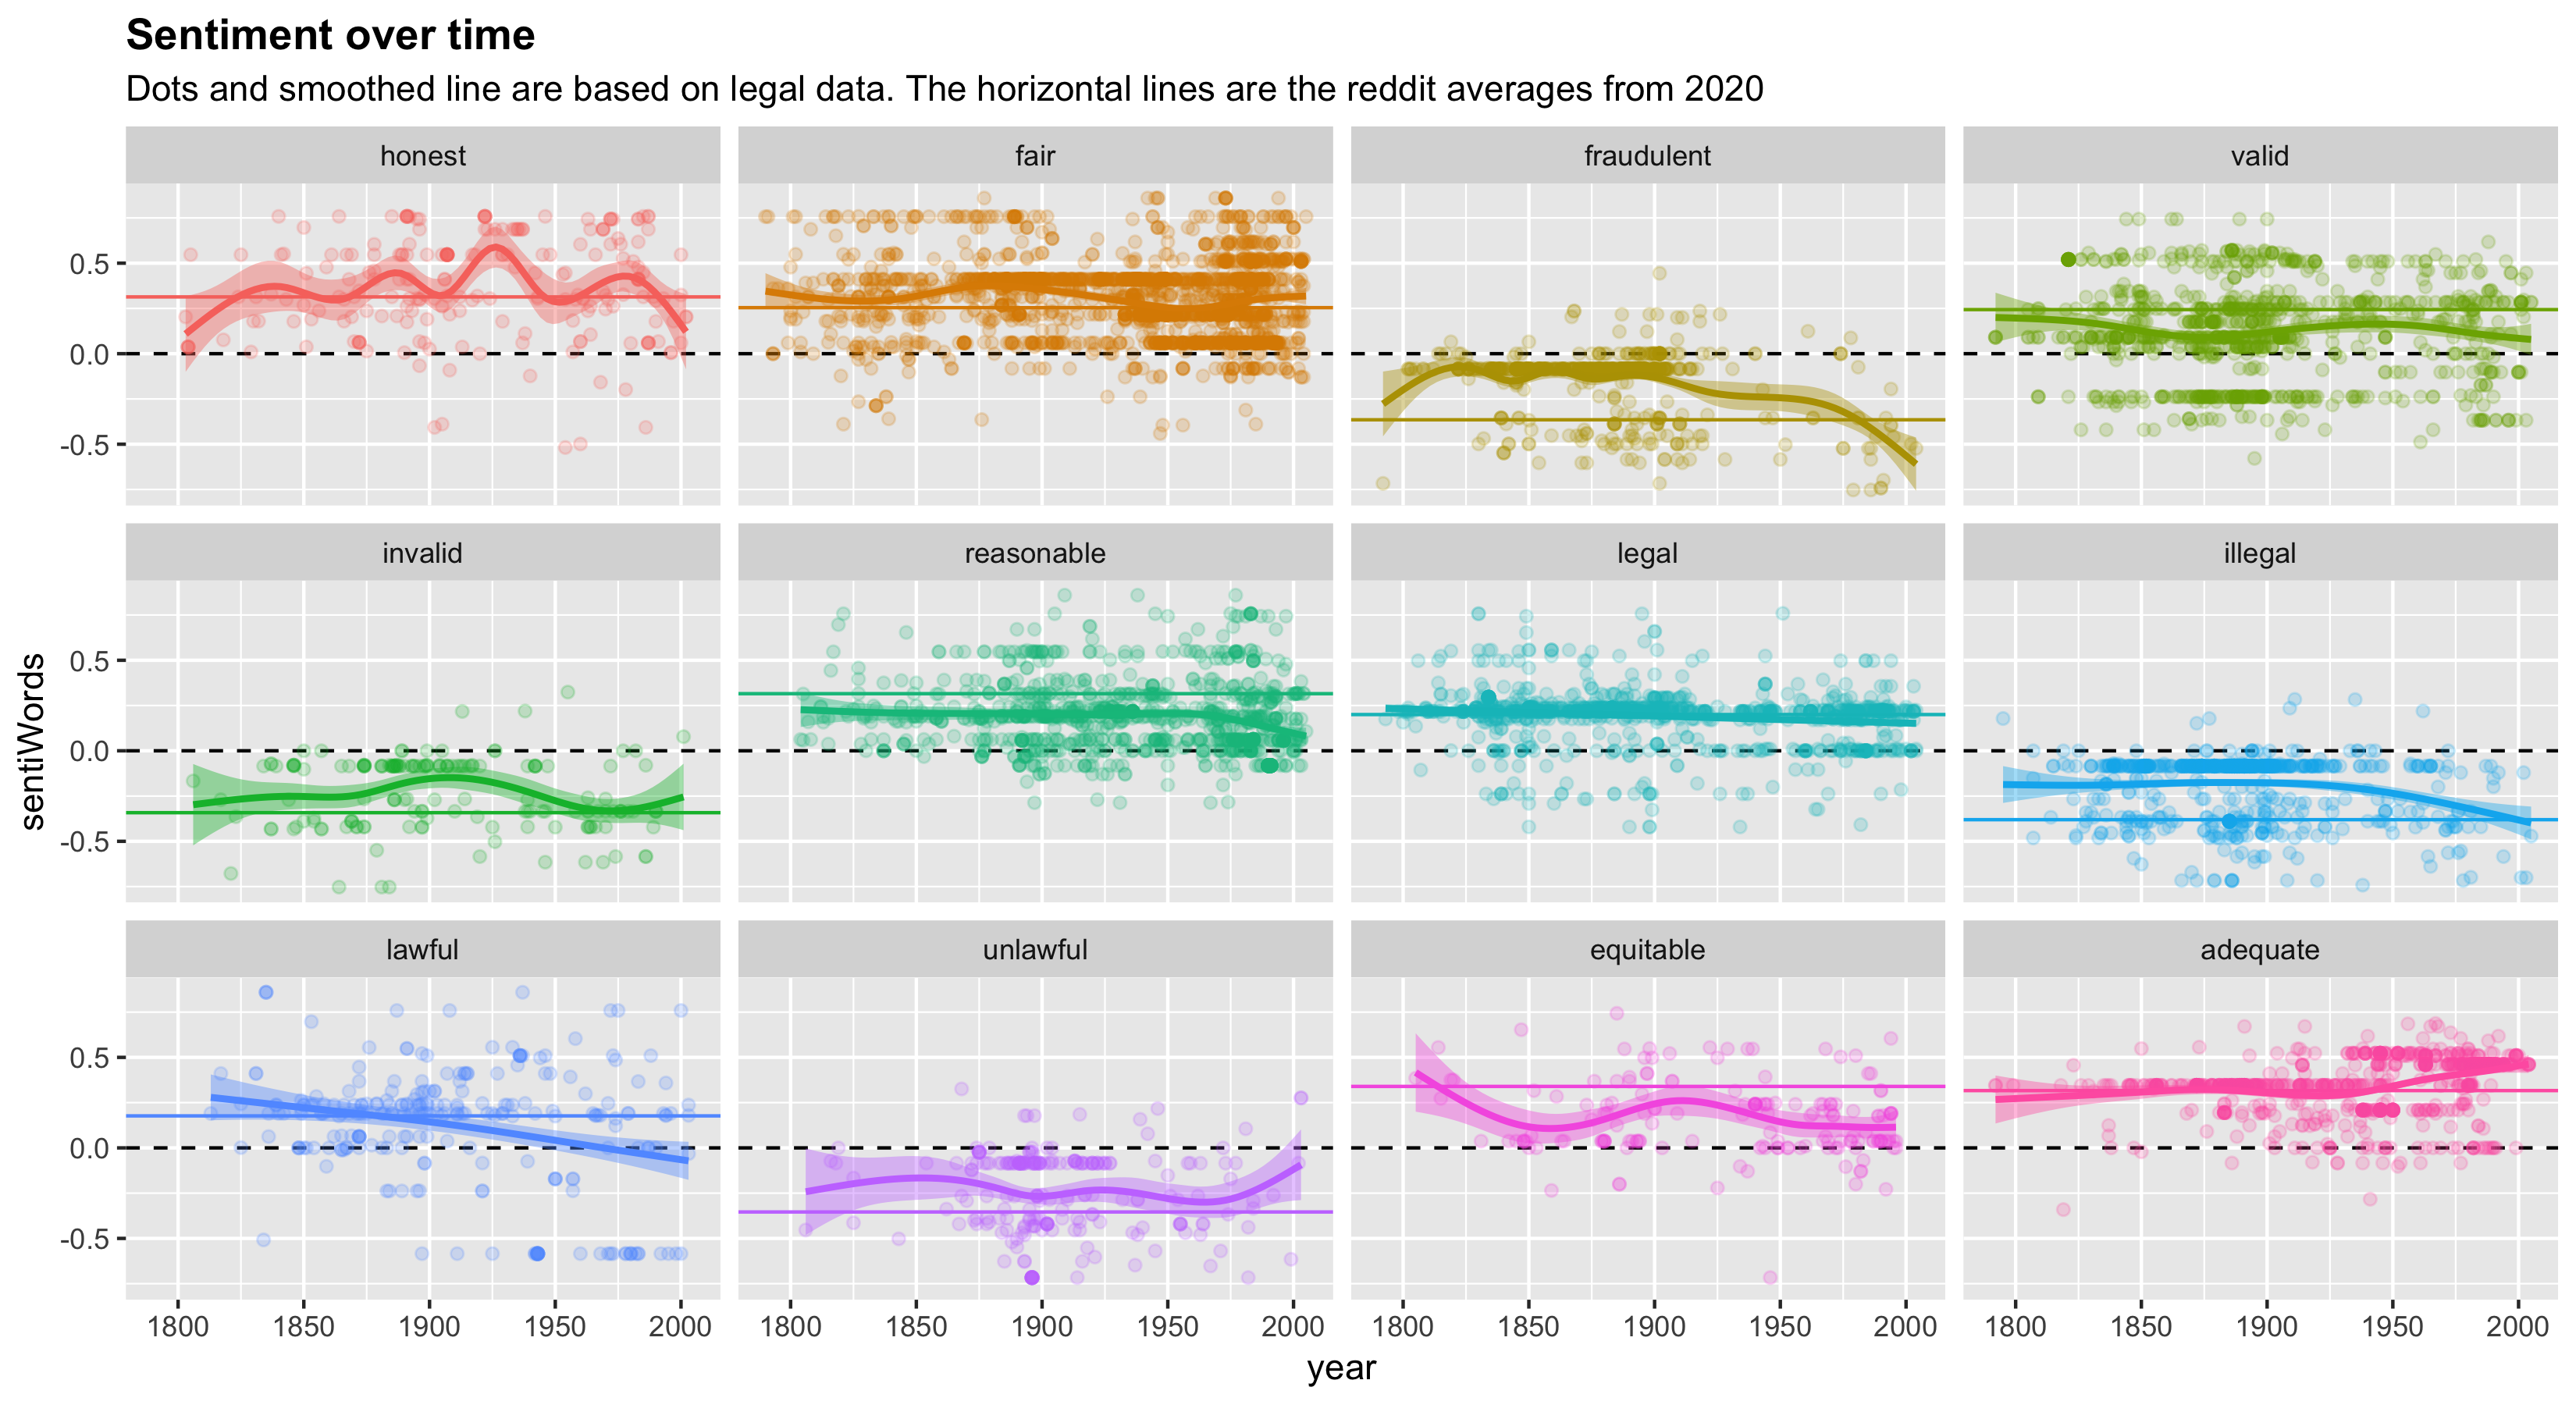 Sentiment over time
Dots and smoothed line are based on legal data. The horizontal lines are the reddit averages from 2020
honest fair fraudulent valid
0.5
0.0
-0.5
invalid reasonable legal illegal
0.5
0.0
-0.5
sentiWords
lawful unlawful equitable adequate
0.5
0.0
-0.5
1800 1850 1900 1950 2000 1800 1850 1900 1950 2000 1800 1850 1900 1950 2000 1800 1850 1900 1950 2000
year